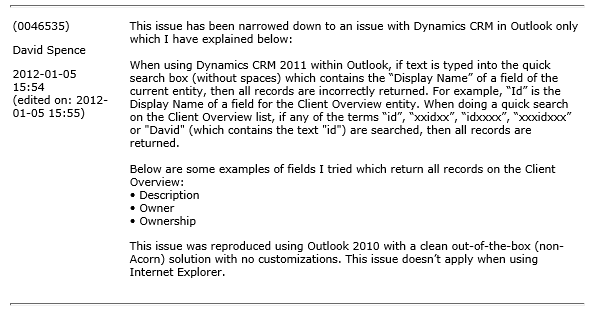 (0046535)
David Spence
2012-01-05
15:54
(edited on: 2012-
01-05 15:55)
This issue has been narrowed down to an issue with Dynamics CRM in Outlook only
which I have explained below:
When using Dynamics CRM 2011 within Outlook, if text is typed into the quick
search box (without spaces) which contains the “Display Name” of a field of the
current entity, then all records are incorrectly returned. For example, “Id” is the
Display Name of a field for the Client Overview entity. When doing a quick search
on the Client Overview list, if any of the terms “id”, “xxidxx”, “idxxxx”, “xxxidxxx”
or "David" (which contains the text "id") are searched, then all records are
returned.
Below are some examples of fields I tried which return all records on the Client
Overview:
• Description
• Owner
• Ownership
This issue was reproduced using Outlook 2010 with a clean out-of-the-box (non-
Acorn) solution with no customizations. This issue doesn’t apply when using
Internet Explorer.